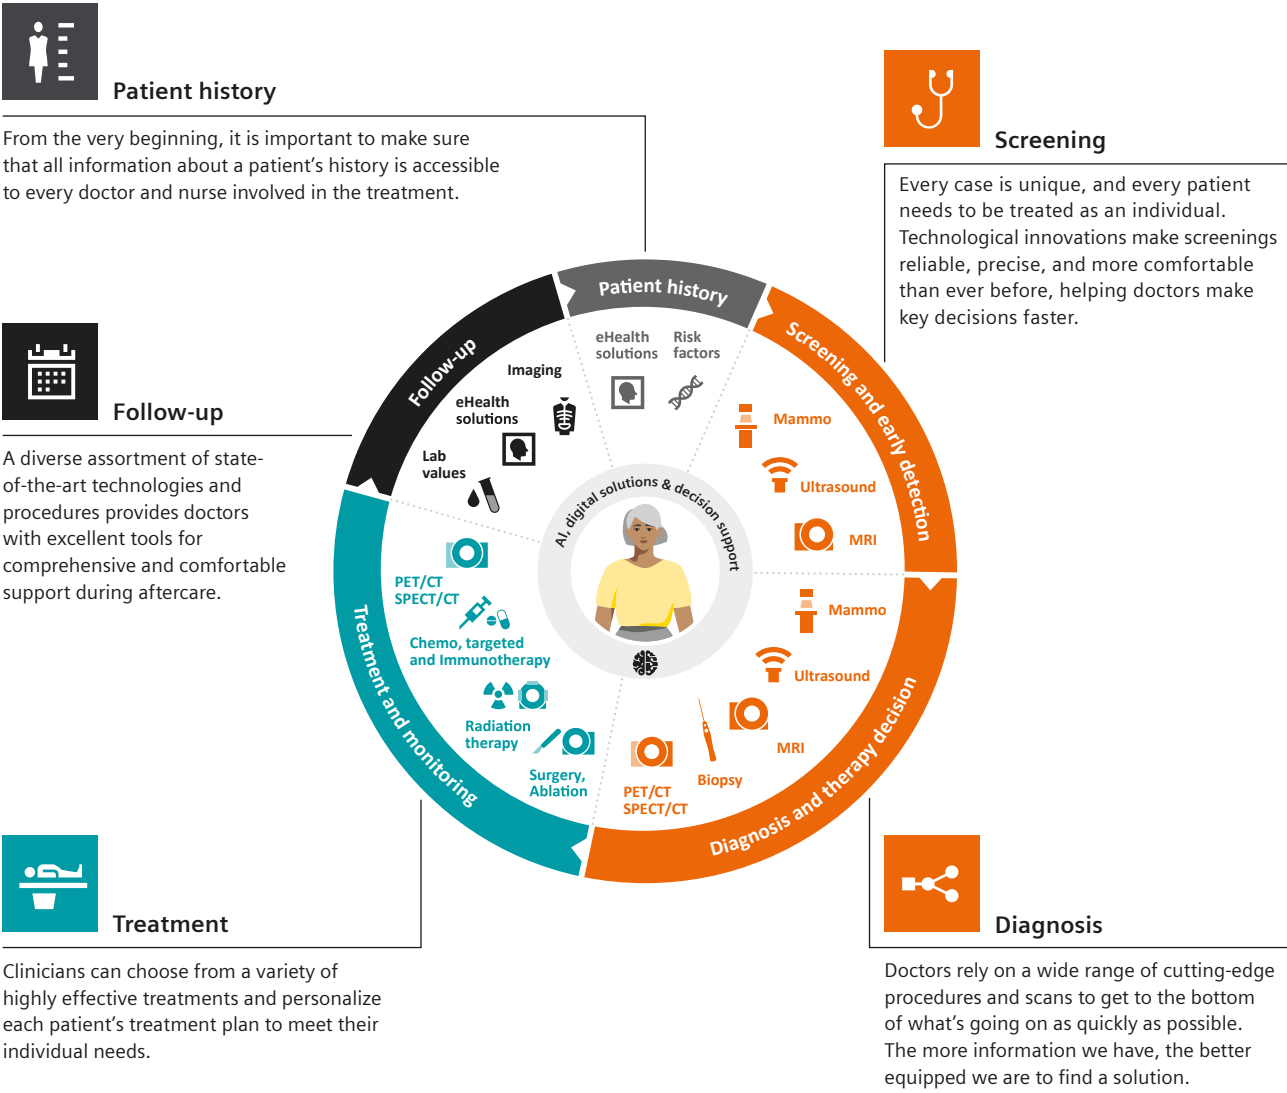 Patient history
From the very beginning, it is important to make sure
that all information about a patient’s history is accessible
to every doctor and nurse involved in the treatment.
Screening
Every case is unique, and every patient
needs to be treated as an individual.
Technological innovations make screenings
reliable, precise, and more comfortable
than ever before, helping doctors make
key decisions faster.
Follow-up
A diverse assortment of state-
of-the-art technologies and
procedures provides doctors
with excellent tools for
comprehensive and comfortable
support during aftercare.
Patient history
eHealth
solutions
Risk
factors
Screening and early detection
Mammo
Ultrasound
MRI
Diagnosis and therapy decision
Mammo
Ultrasound
MRI
Biopsy
PET/CT
SPECT/CT
Treatment and monitoring
Surgery,
Ablation
Radiation
therapy
Chemo, targeted
and Immunotherapy
PET/CT
SPECT/CT
Follow-up
Lab
values
eHealth
solutions
Imaging
AI, digital solutions & decision support
Treatment
Clinicians can choose from a variety of
highly effective treatments and personalize
each patient’s treatment plan to meet their
individual needs.
Diagnosis
Doctors rely on a wide range of cutting-edge
procedures and scans to get to the bottom
of what’s going on as quickly as possible.
The more information we have, the better
equipped we are to find a solution.